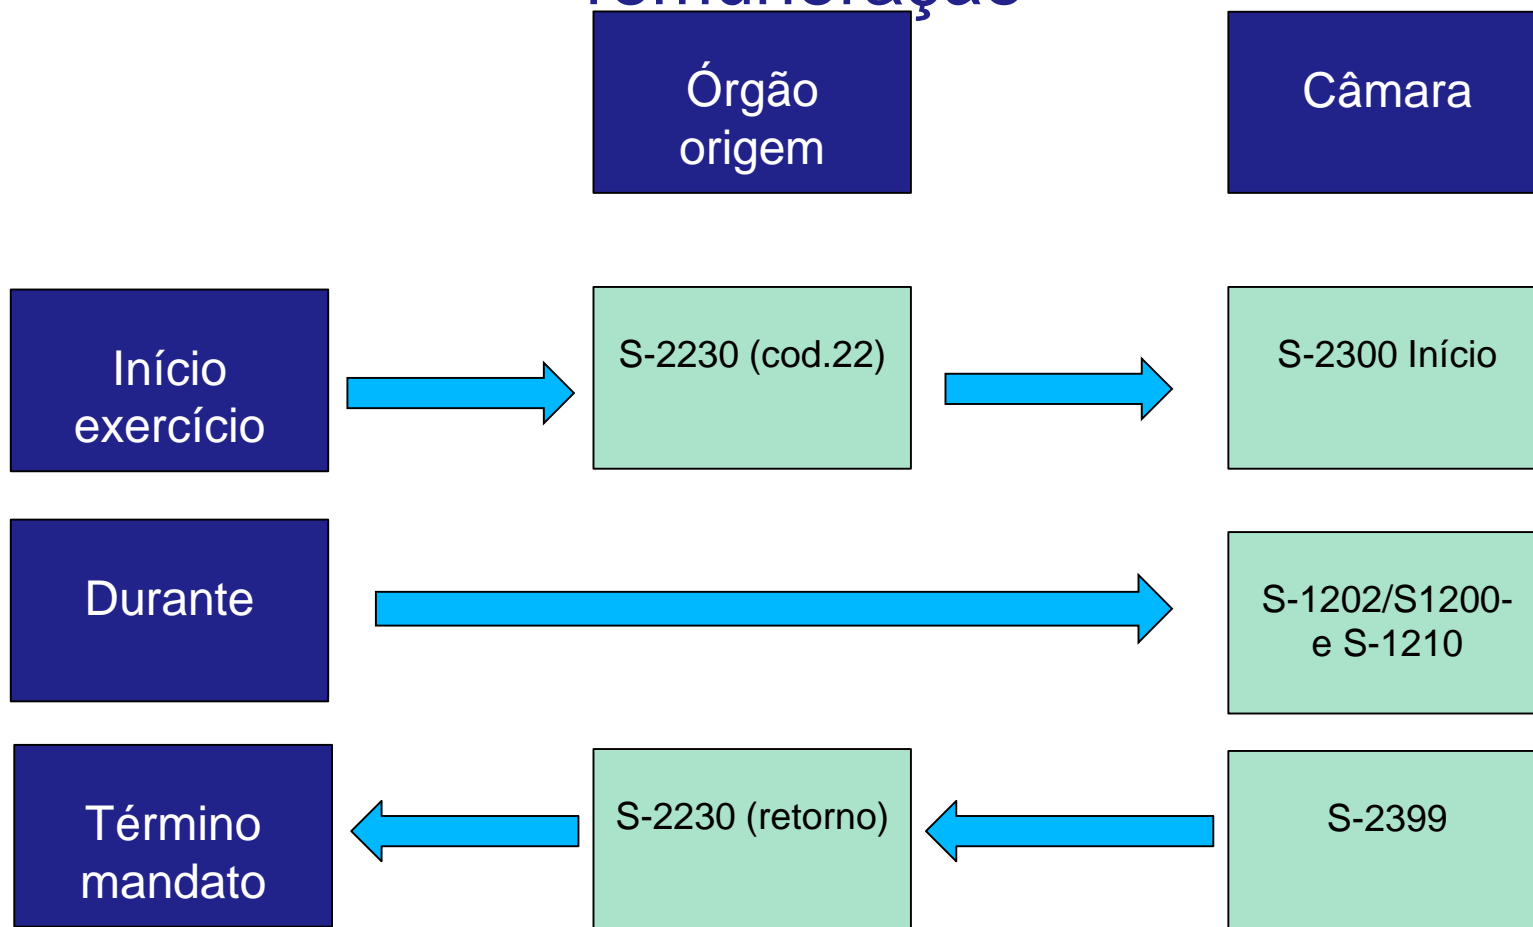 remuneração
Órgão
origem
Câmara
Início
exercício
S-2230 (cod.22)
S-2300 Início
Durante
S-1202/S1200-
e S-1210
Término
mandato
S-2230 (retorno)
S-2399